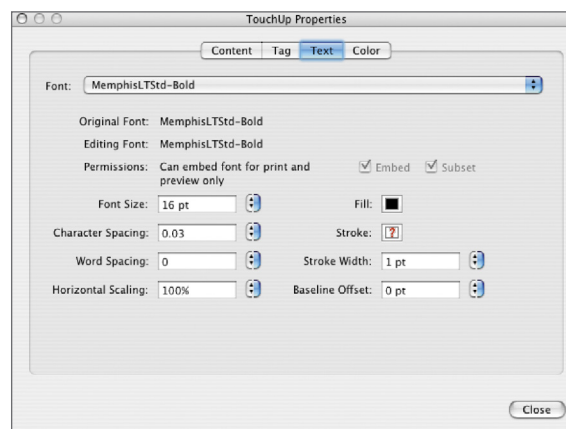 TouchUp Properties
Content Tag Text Color
Font: MemphisLTStd-Bold
Original Font: MemphisLTStd-Bold
Editing Font: MemphisLTStd-Bold
Permissions: Can embed font for print and Embed Subset
preview only
Font Size: 16 pt Fill:
Character Spacing: 0.03 Stroke: ?
Word Spacing: 0 Stroke Width: 1 pt
Horizontal Scaling: 100% Baseline Offset: 0 pt
Close